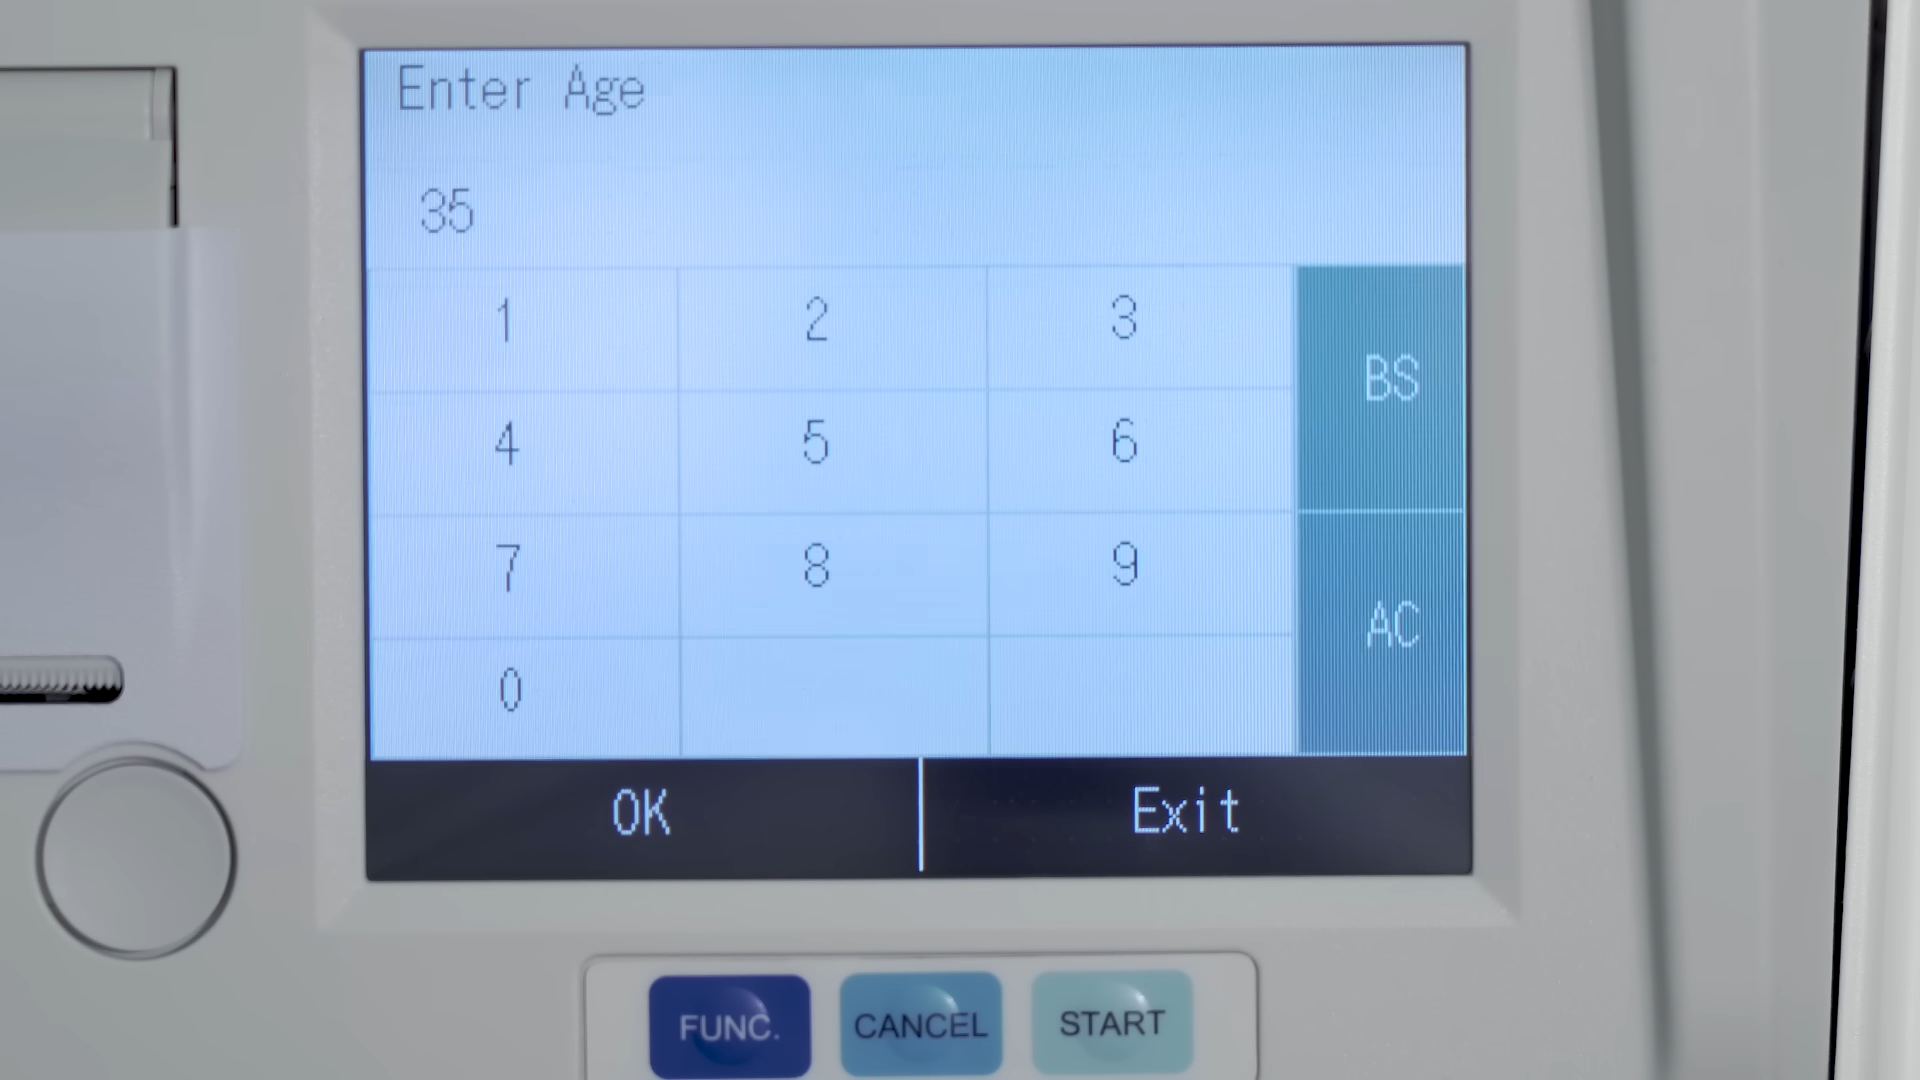 Enter Age
35
1 2 3
BS
4 5 6
7 8 9
AC
0
OK Exit
FUNC. CANCEL START